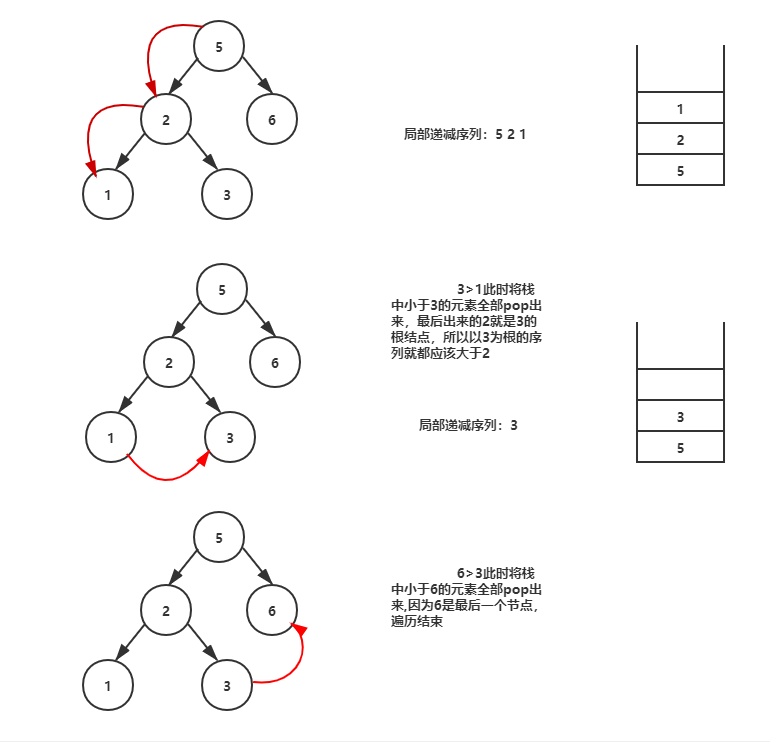 5
2
6
1
3
局部递减序列：5 2 1
1
2
5
5
2
6
1
3
3>1此时将栈
中小于3的元素全部pop出
来，最后出来的2就是3的
根结点，所以以3为根的序
列就都应该大于2
局部递减序列：3
3
5
5
2
6
1
3
6>3此时将栈
中小于6的元素全部pop出
来,因为6是最后一个节点，
遍历结束